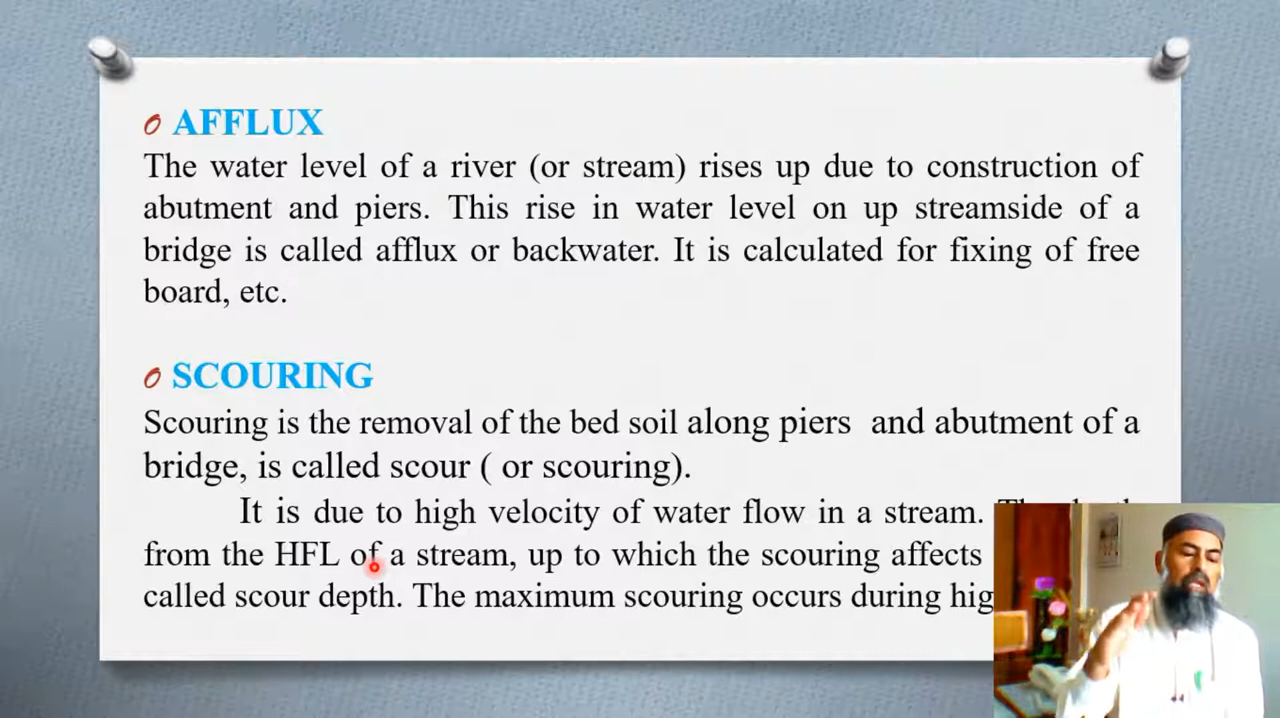 AFFLUX
The water level of a river (or stream) rises up due to construction of
abutment and piers. This rise in water level on up streamside of a
bridge is called afflux or backwater. It is calculated for fixing of free
board, etc.
SCOURING
Scouring is the removal of the bed soil along piers and abutment of a
bridge, is called scour ( or scouring).
It is due to high velocity of water flow in a stream.
from the HFL of a stream, up to which the scouring affects
called scour depth. The maximum scouring occurs during